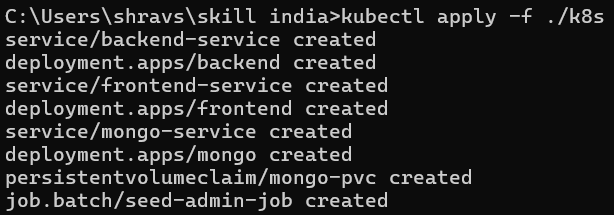 C:\Users\shravs\skill india>kubectl apply -f ./k8s
service/backend-service created
deployment.apps/backend created
service/frontend-service created
deployment.apps/frontend created
service/mongo-service created
deployment.apps/mongo created
persistentvolumeclaim/mongo-pvc created
job.batch/seed-admin-job created